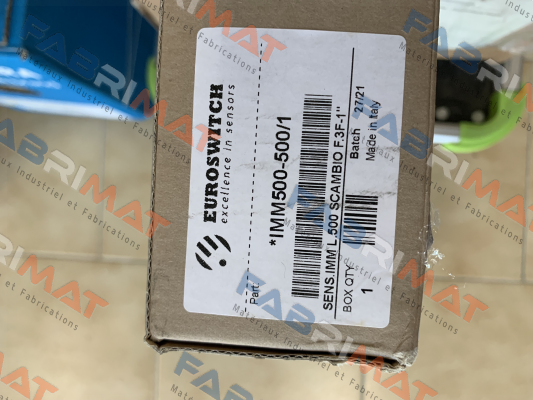 EUROSWITCH
excellence in sensors
Part.
*IMM500-500/1
SENS.IMM L.500 SCAMBIO F.3F-1"
BOX QTY.
1
Batch 27/21
Made in Italy
FABRIMAT
Matériaux Industriel et Fabrications